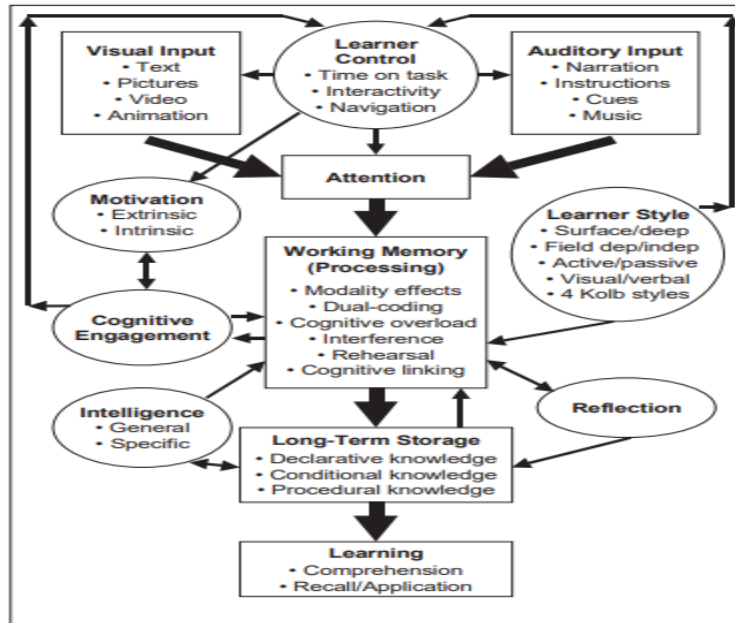 Visual Input
• Text
• Pictures
• Video
• Animation
Learner
Control
• Time on task
• Interactivity
• Navigation
Auditory Input
• Narration
• Instructions
• Cues
• Music
Attention
Motivation
• Extrinsic
• Intrinsic
Learner Style
• Surface/deep
• Field dep/indep
• Active/passive
• Visual/verbal
• 4 Kolb styles
Working Memory
(Processing)
• Modality effects
• Dual-coding
• Cognitive overload
• Interference
• Rehearsal
• Cognitive linking
Cognitive
Engagement
Intelligence
• General
• Specific
Reflection
Long-Term Storage
• Declarative knowledge
• Conditional knowledge
• Procedural knowledge
Learning
• Comprehension
• Recall/Application